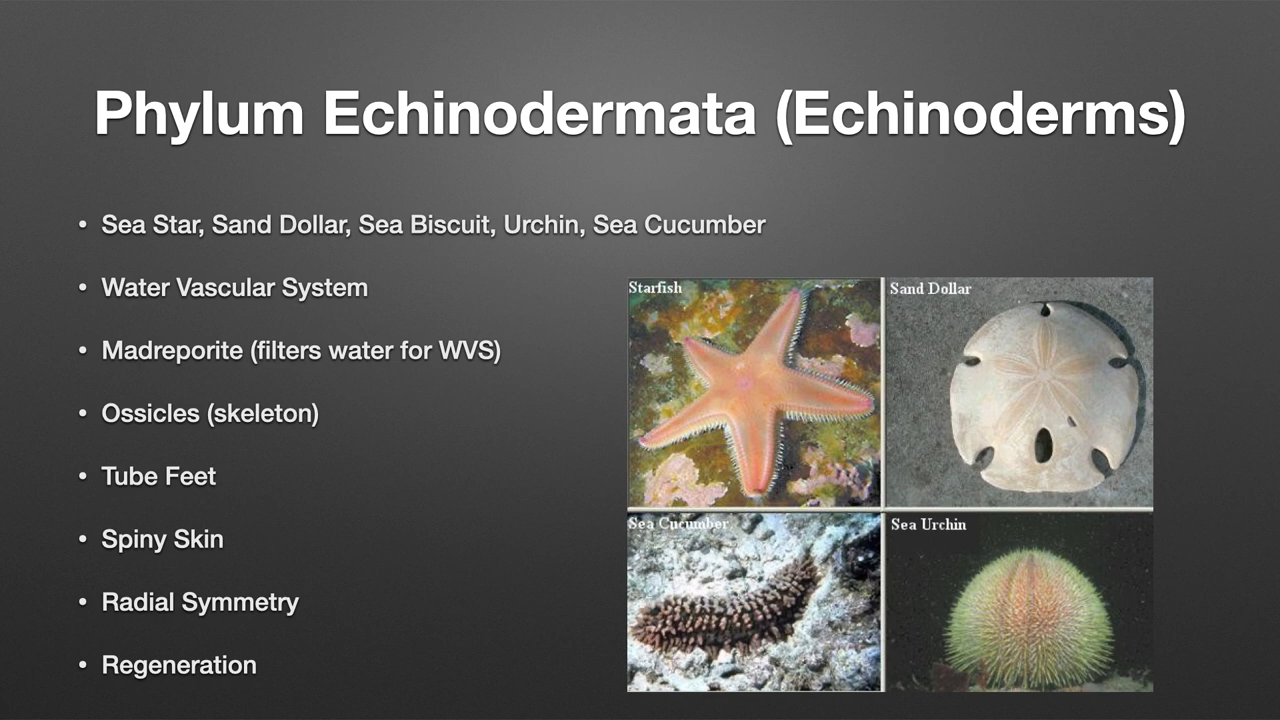 Phylum Echinodermata (Echinoderms)
• Sea Star, Sand Dollar, Sea Biscuit, Urchin, Sea Cucumber
• Water Vascular System
• Madreporite (filters water for WVS)
• Ossicles (skeleton)
• Tube Feet
• Spiny Skin
• Radial Symmetry
• Regeneration
Starfish
Sand Dollar
Sea Cucumber
Sea Urchin